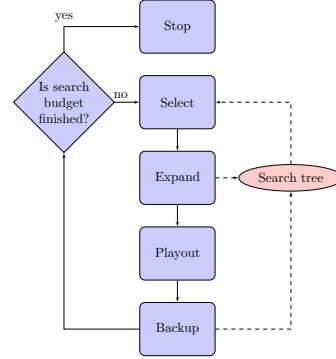 yes
Stop
Is search
budget
finished?
no
Select
Expand
Search tree
Playout
Backup